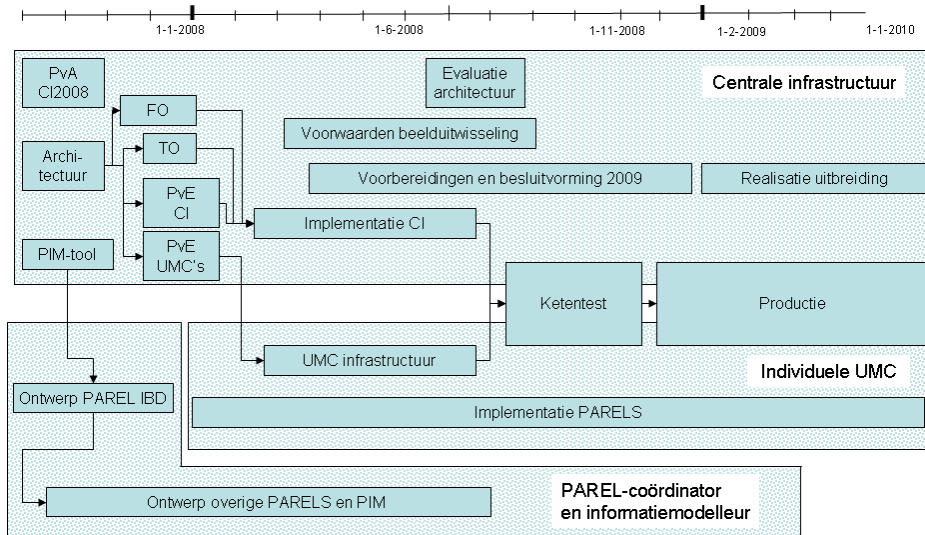 1-1-2008
1-6-2008
1-11-2008
1-2-2009
1-1-2010
PvA
CI2008
Evaluatie
architectuur
Centrale infrastructuur
FO
Voorwaarden beelduitwisseling
Archi-
tectuur
TO
Voorbereidingen en besluitvorming 2009
Realisatie uitbreiding
PvE
CI
Implementatie CI
PIM-tool
PvE
UMC's
Ketentest
Productie
UMC infrastructuur
Individuele UMC
Ontwerp PAREL IBD
Implementatie PARELS
Ontwerp overige PARELS en PIM
PAREL-coördinator
en informatiemodelleur